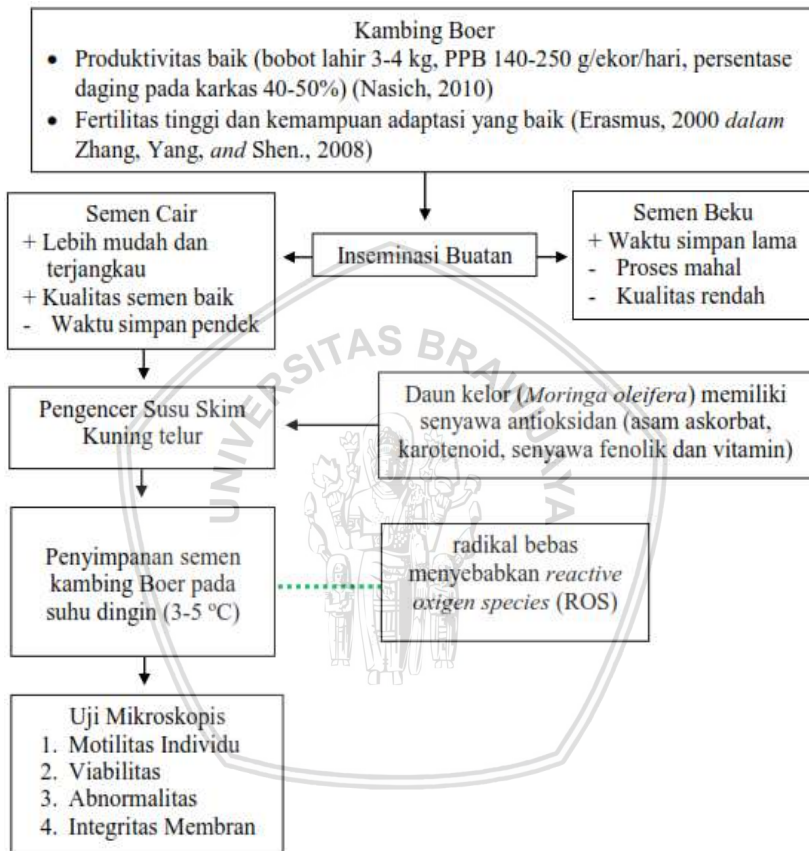 Kambing Boer
• Produktivitas baik (bobot lahir 3-4 kg, PPB 140-250 g/ekor/hari, persentase
daging pada karkas 40-50%) (Nasich, 2010)
• Fertilitas tinggi dan kemampuan adaptasi yang baik (Erasmus, 2000 dalam
Zhang, Yang, and Shen., 2008)
Semen Cair
+ Lebih mudah dan
terjangkau
+ Kualitas semen baik
- Waktu simpan pendek
Inseminasi Buatan
Semen Beku
+ Waktu simpan lama
- Proses mahal
- Kualitas rendah
Pengencer Susu Skim
Kuning telur
Daun kelor (Moringa oleifera) memiliki
senyawa antioksidan (asam askorbat,
karotenoid, senyawa fenolik dan vitamin)
Penyimpanan semen
kambing Boer pada
suhu dingin (3-5 °C)
radikal bebas
menyebabkan reactive
oxigen species (ROS)
Uji Mikroskopis
1. Motilitas Individu
2. Viabilitas
3. Abnormalitas
4. Integritas Membran
UNIVERSITAS BRAWIJAYA